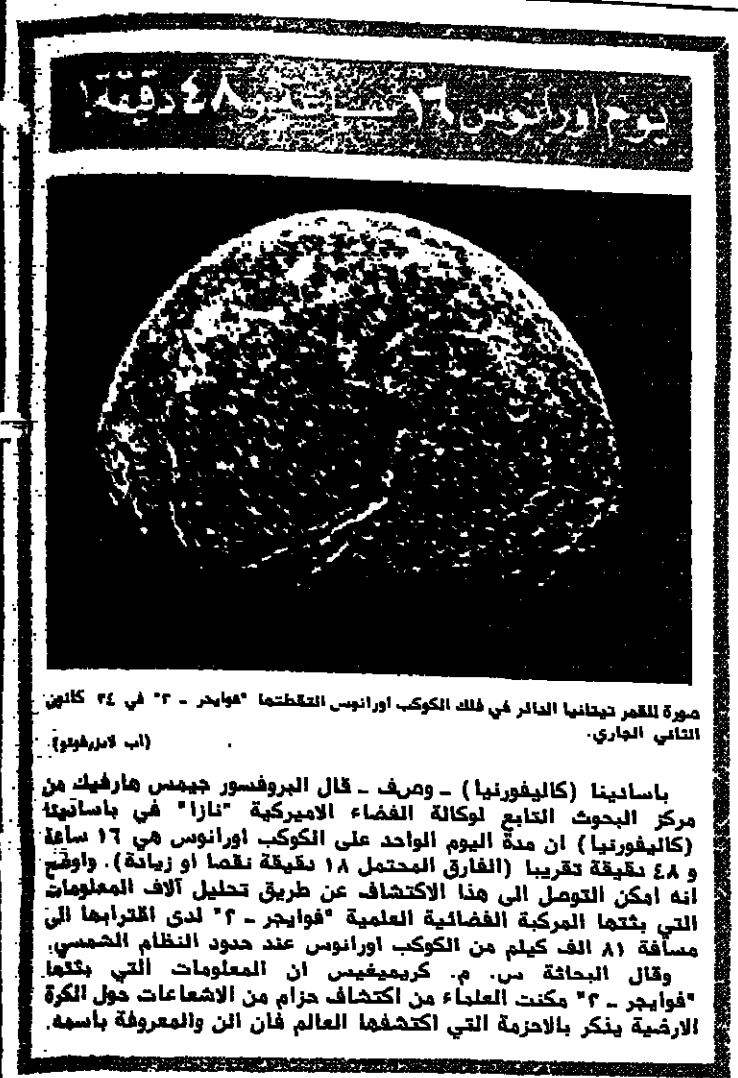 يوم اورانوس ١٦ ساعة و ٤٨ دقيقة!
صورة للقمر تيتانيا الدائر في فلك الكوكب اورانوس التقطتها "فوايجر - ٢" في ٢٤ كانون
الثاني الجاري.
(أب لايزرفوتو)
باسادينا (كاليفورنيا) - وصف - قال البروفسور جيمس هارفيك من
مركز البحوث التابع لوكالة الفضاء الاميركية "نازا" في باسادينا
(كاليفورنيا) ان مدة اليوم الواحد على الكوكب اورانوس هي ١٦ ساعة
و ٤٨ دقيقة تقريبا (الفارق المحتمل ١٨ دقيقة نقصا او زيادة). واوضح
انه امكن التوصل الى هذا الاكتشاف عن طريق تحليل آلاف المعلومات
التي بثتها المركبة الفضائية العلمية "فوايجر - ٢" لدى اقترابها الى
مسافة ٨١ الف كيلم من الكوكب اورانوس عند حدود النظام الشمسي.
وقال البحاثة س. م. كريميغيس ان المعلومات التي بثتها
"فوايجر - ٢" مكنت العلماء من اكتشاف حزام من الاشعاعات حول الكرة
الارضية يذكر بالاحزمة التي اكتشفها العالم فان الن والمعروفة بأسمه.